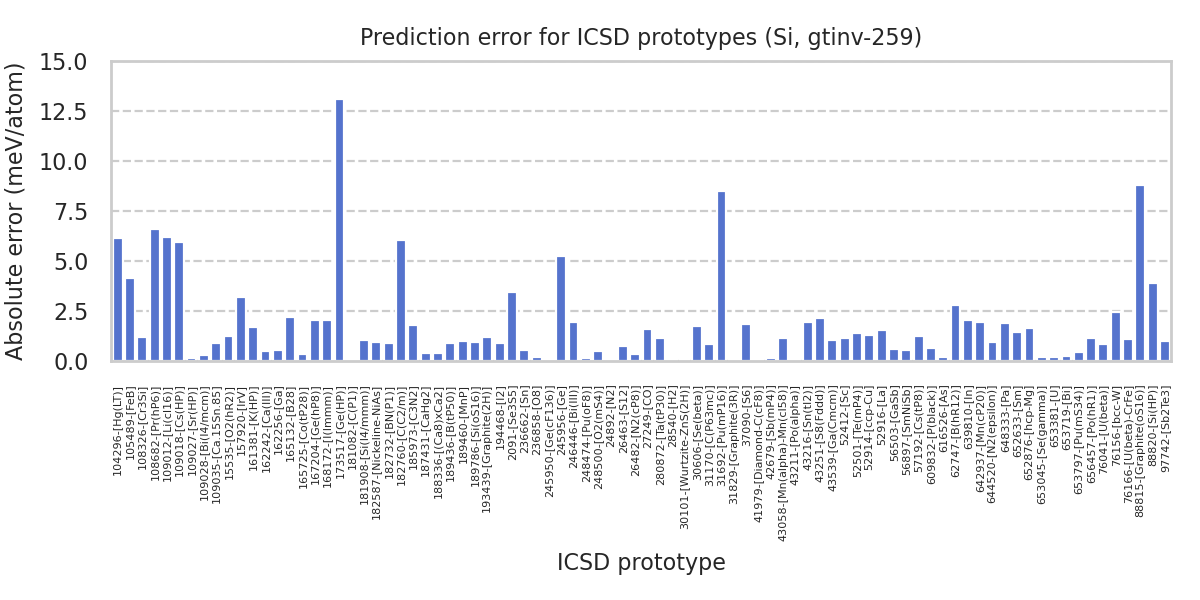 Prediction error for ICSD prototypes (Si, gtinv-259)
Absolute error (meV/atom)
15.0
12.5
10.0
7.5
5.0
2.5
0.0
104296-[Hg(LT)]
105489-[FeB]
108326-[Cr3Si]
108682-[Pr(hP6)]
109012-[Li(cI16)]
109018-[Cs(HP)]
109027-[Sr(HP)]
109028-[Bi(I4/mcm)]
109035-[Ca.15Sn.85]
15535-[O2(hR2)]
157920-[IrV]
161381-[K(HP)]
162242-[Ca(III)]
162256-[Ga]
165132-[B28]
165725-[Co(tP28)]
167204-[Ge(hP8)]
168172-[I(Immm)]
173517-[Ge(HP)]
181082-[C(P1)]
181908-[Si(I4/mmm)]
182587-[Nickeline-NiAs]
182732-[BN(P1)]
182760-[C(C2/m)]
185973-[C3N2]
187431-[CaHg2]
188336-[(Ca8)xCa2]
189436-[B(tP50)]
189460-[MnP]
189786-[Si(oS16)]
193439-[Graphite(2H)]
194468-[I2]
2091-[Se3S5]
236662-[Sn]
236858-[O8]
245950-[Ge(cF136)]
245956-[Ge]
246446-[Bi(III)]
248474-[Pu(oF8)]
248500-[O2(mS4)]
24892-[N2]
26463-[S12]
26482-[N2(cP8)]
272449-[CO]
280872-[Ta(tP30)]
28540-[H2]
30101-[Wurtzite-ZnS(2H)]
30606-[Se(beta)]
31170-[C(P63mc)]
31692-[Pu(mP16)]
31829-[Graphite(3R)]
37090-[S6]
41979-[Diamond-C(cF8)]
42679-[Sb(mP4)]
43058-[Mn(alpha)-Mn(cI58)]
43211-[Po(alpha)]
43216-[Sn(tI2)]
43251-[S8(Fddd)]
43539-[Ga(Cmcm)]
52412-[Sc]
52501-[Te(mP4)]
52914-[fcc-Cu]
52916-[La]
56503-[GaSb]
56897-[SmNiSb]
57192-[Cs(tP8)]
609832-[P(black)]
616526-[As]
62747-[B(hR12)]
639810-[In]
642937-[Mn(cP20)]
644520-[N2(epsilon)]
648333-[Pa]
652633-[Sm]
652876-[hcp-Mg]
653045-[Se(gamma)]
653381-[U]
653719-[Bi]
653797-[Pu(mS34)]
656457-[Po(hR1)]
76041-[U(beta)]
76156-[bcc-W]
76166-[U(beta)-CrFe]
88815-[Graphite(oS16)]
88820-[Si(HP)]
97742-[Sb2Te3]
ICSD prototype